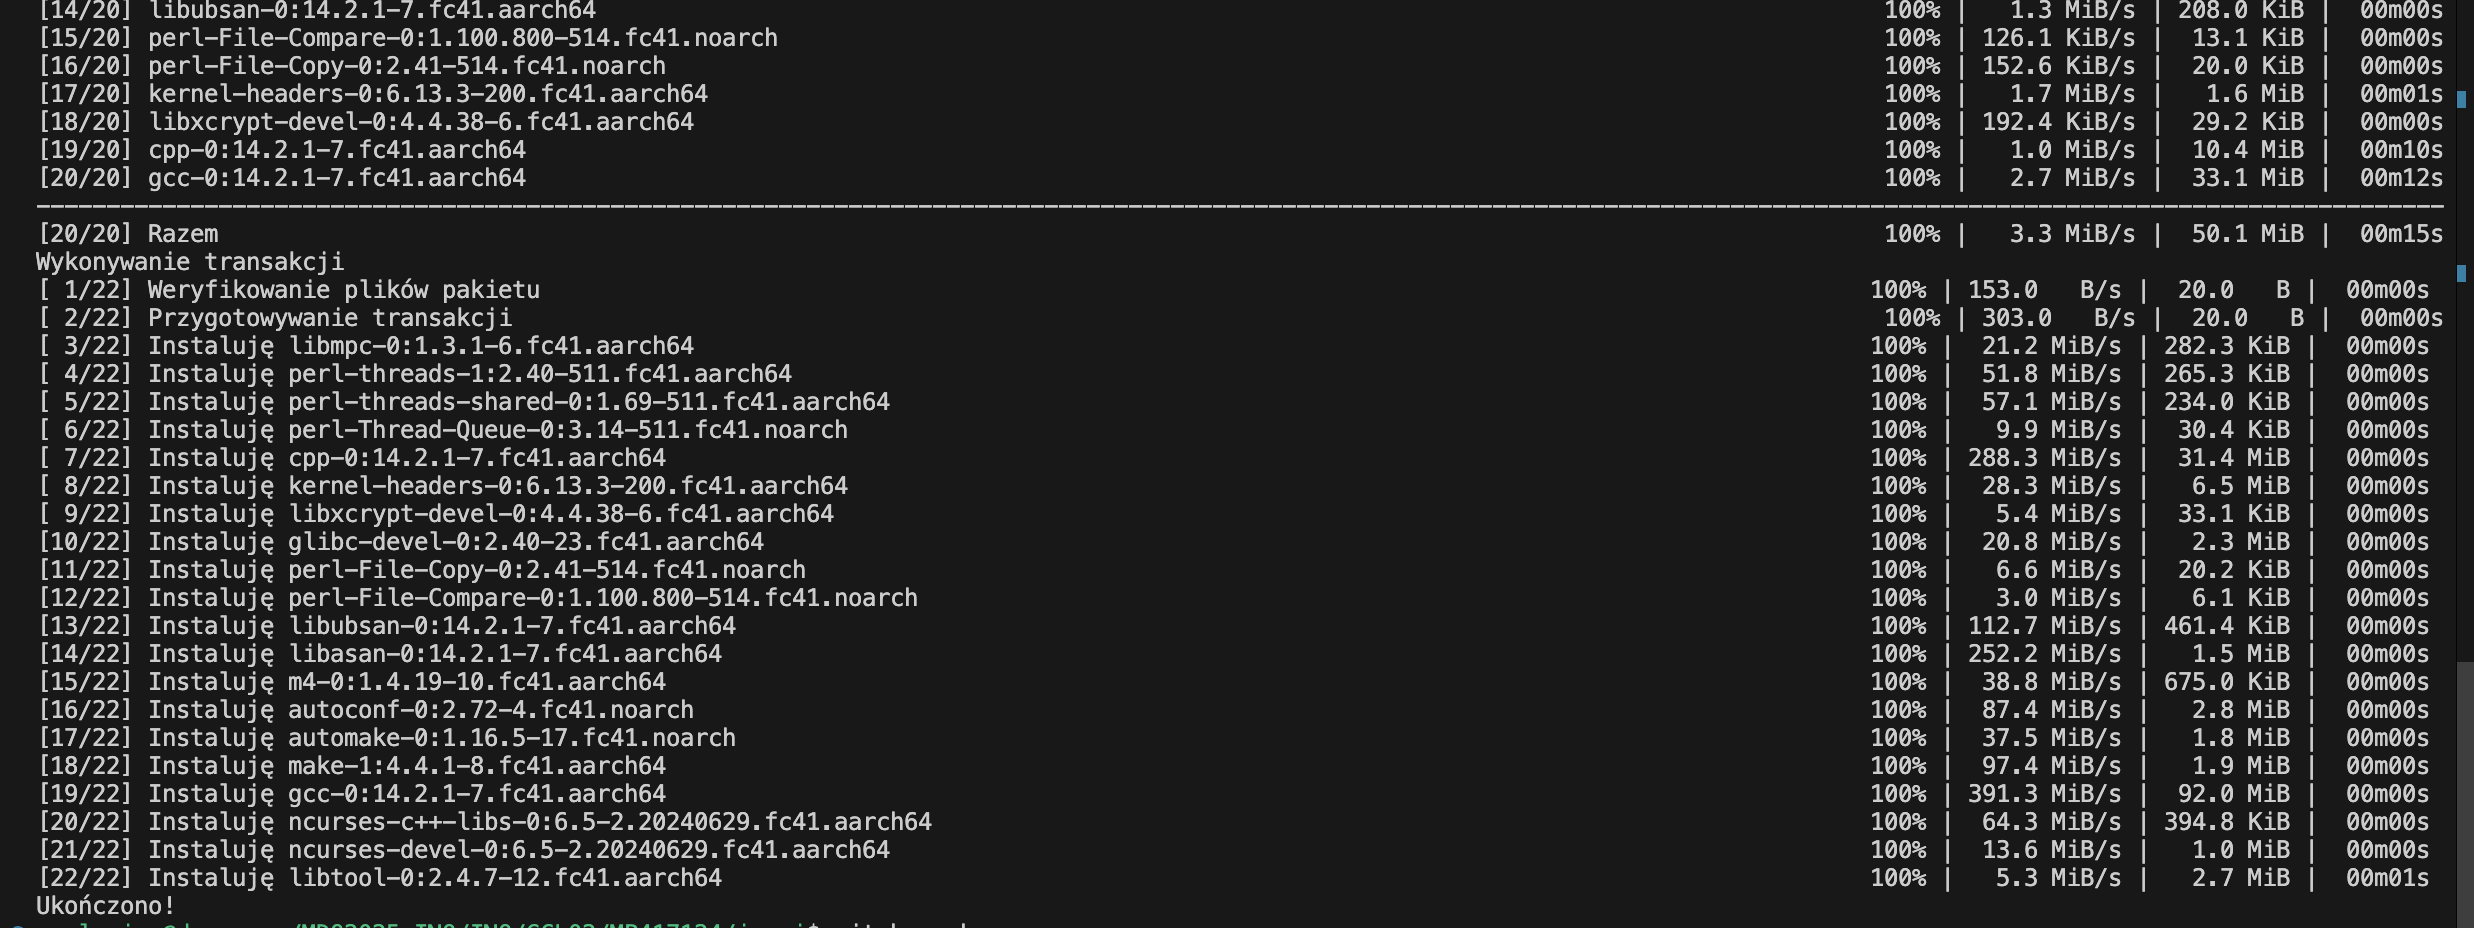 [14/20] libubsan-0:14.2.1-7.fc41.aarch64 100% | 1.3 MiB/s | 208.0 KiB | 00m00s
[15/20] perl-File-Compare-0:1.100.800-514.fc41.noarch 100% | 126.1 KiB/s | 13.1 KiB | 00m00s
[16/20] perl-File-Copy-0:2.41-514.fc41.noarch 100% | 152.6 KiB/s | 20.0 KiB | 00m00s
[17/20] kernel-headers-0:6.13.3-200.fc41.aarch64 100% | 1.7 MiB/s | 1.6 MiB | 00m01s
[18/20] libxcrypt-devel-0:4.4.38-6.fc41.aarch64 100% | 192.4 KiB/s | 29.2 KiB | 00m00s
[19/20] cpp-0:14.2.1-7.fc41.aarch64 100% | 1.0 MiB/s | 10.4 MiB | 00m10s
[20/20] gcc-0:14.2.1-7.fc41.aarch64 100% | 2.7 MiB/s | 33.1 MiB | 00m12s
[20/20] Razem 100% | 3.3 MiB/s | 50.1 MiB | 00m15s
Wykonywanie transakcji
[ 1/22] Weryfikowanie plików pakietu 100% | 153.0 B/s | 20.0 B | 00m00s
[ 2/22] Przygotowywanie transakcji 100% | 303.0 B/s | 20.0 B | 00m00s
[ 3/22] Instaluję libmpc-0:1.3.1-6.fc41.aarch64 100% | 21.2 MiB/s | 282.3 KiB | 00m00s
[ 4/22] Instaluję perl-threads-1:2.40-511.fc41.aarch64 100% | 51.8 MiB/s | 265.3 KiB | 00m00s
[ 5/22] Instaluję perl-threads-shared-0:1.69-511.fc41.aarch64 100% | 57.1 MiB/s | 234.0 KiB | 00m00s
[ 6/22] Instaluję perl-Thread-Queue-0:3.14-511.fc41.noarch 100% | 9.9 MiB/s | 30.4 KiB | 00m00s
[ 7/22] Instaluję cpp-0:14.2.1-7.fc41.aarch64 100% | 288.3 MiB/s | 31.4 MiB | 00m00s
[ 8/22] Instaluję kernel-headers-0:6.13.3-200.fc41.aarch64 100% | 28.3 MiB/s | 6.5 MiB | 00m00s
[ 9/22] Instaluję libxcrypt-devel-0:4.4.38-6.fc41.aarch64 100% | 5.4 MiB/s | 33.1 KiB | 00m00s
[10/22] Instaluję glibc-devel-0:2.40-23.fc41.aarch64 100% | 20.8 MiB/s | 2.3 MiB | 00m00s
[11/22] Instaluję perl-File-Copy-0:2.41-514.fc41.noarch 100% | 6.6 MiB/s | 20.2 KiB | 00m00s
[12/22] Instaluję perl-File-Compare-0:1.100.800-514.fc41.noarch 100% | 3.0 MiB/s | 6.1 KiB | 00m00s
[13/22] Instaluję libubsan-0:14.2.1-7.fc41.aarch64 100% | 112.7 MiB/s | 461.4 KiB | 00m00s
[14/22] Instaluję libasan-0:14.2.1-7.fc41.aarch64 100% | 252.2 MiB/s | 1.5 MiB | 00m00s
[15/22] Instaluję m4-0:1.4.19-10.fc41.aarch64 100% | 38.8 MiB/s | 675.0 KiB | 00m00s
[16/22] Instaluję autoconf-0:2.72-4.fc41.noarch 100% | 87.4 MiB/s | 2.8 MiB | 00m00s
[17/22] Instaluję automake-0:1.16.5-17.fc41.noarch 100% | 37.5 MiB/s | 1.8 MiB | 00m00s
[18/22] Instaluję make-1:4.4.1-8.fc41.aarch64 100% | 97.4 MiB/s | 1.9 MiB | 00m00s
[19/22] Instaluję gcc-0:14.2.1-7.fc41.aarch64 100% | 391.3 MiB/s | 92.0 MiB | 00m00s
[20/22] Instaluję ncurses-c++-libs-0:6.5-2.20240629.fc41.aarch64 100% | 64.3 MiB/s | 394.8 KiB | 00m00s
[21/22] Instaluję ncurses-devel-0:6.5-2.20240629.fc41.aarch64 100% | 13.6 MiB/s | 1.0 MiB | 00m00s
[22/22] Instaluję libtool-0:2.4.7-12.fc41.aarch64 100% | 5.3 MiB/s | 2.7 MiB | 00m01s
Ukończono!